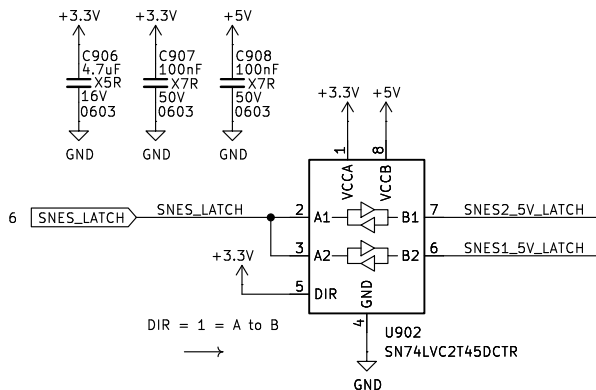 +3.3V
C906
4.7uF
X5R
16V
0603
GND
+3.3V
C907
100nF
X7R
50V
0603
GND
+5V
C908
100nF
X7R
50V
0603
GND
+3.3V
+5V
1
8
VCCA
VCCB
6
SNES_LATCH
SNES_LATCH
2
A1
B1
7
SNES2_5V_LATCH
3
A2
B2
6
SNES1_5V_LATCH
+3.3V
5
DIR
GND
4
DIR = 1 = A to B
U902
SN74LVC2T45DCTR
GND